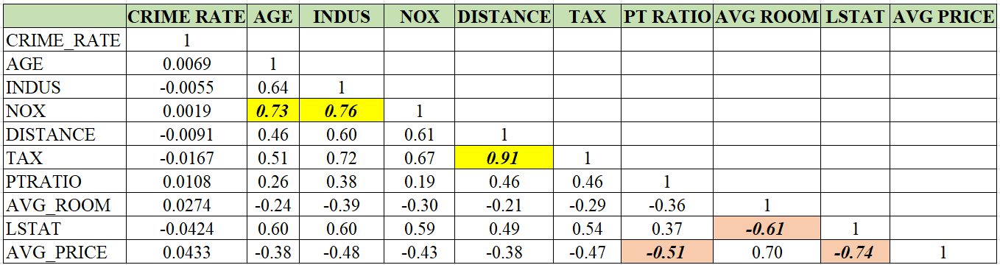 CRIME RATE AGE INDUS NOX DISTANCE TAX PT RATIO AVG ROOM LSTAT AVG PRICE
CRIME_RATE 1
AGE 0.0069 1
INDUS -0.0055 0.64 1
NOX 0.0019 0.73 0.76 1
DISTANCE -0.0091 0.46 0.60 0.61 1
TAX -0.0167 0.51 0.72 0.67 0.91 1
PTRATIO 0.0108 0.26 0.38 0.19 0.46 0.46 1
AVG_ROOM 0.0274 -0.24 -0.39 -0.30 -0.21 -0.29 -0.36 1
LSTAT -0.0424 0.60 0.60 0.59 0.49 0.54 0.37 -0.61 1
AVG_PRICE 0.0433 -0.38 -0.48 -0.43 -0.38 -0.47 -0.51 0.70 -0.74 1